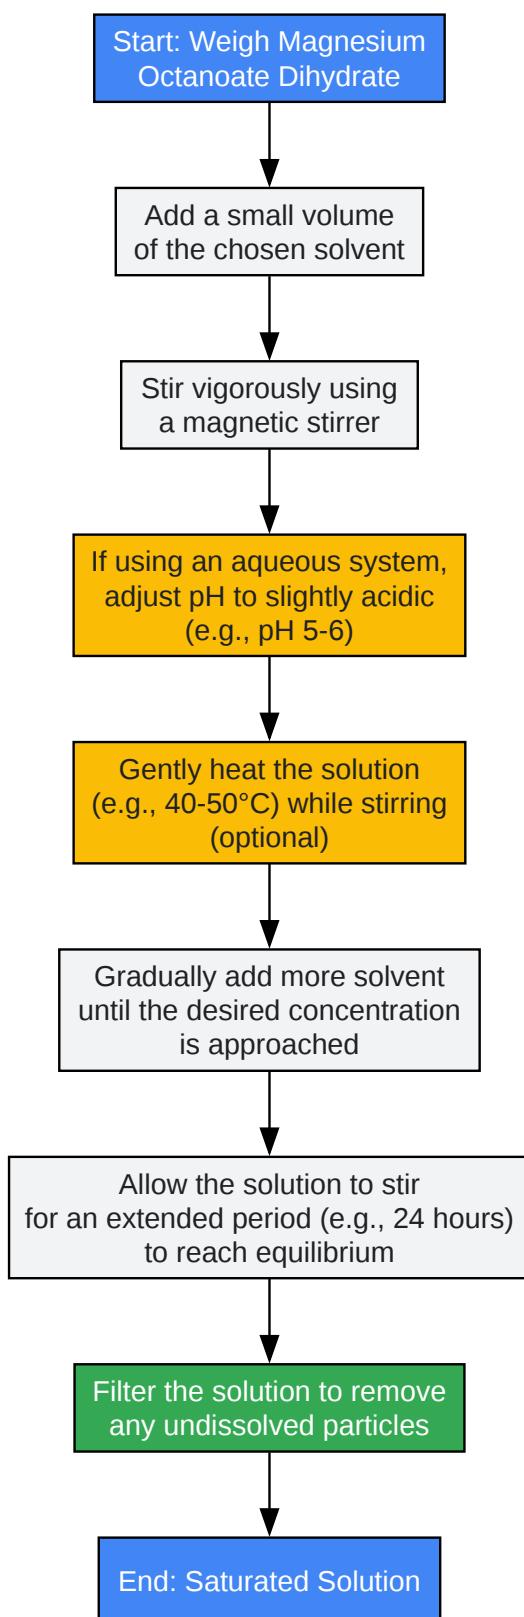 Start: Weigh Magnesium
Octanoate Dihydrate
Add a small volume
of the chosen solvent
Stir vigorously using
a magnetic stirrer
If using an aqueous system,
adjust pH to slightly acidic
(e.g., pH 5-6)
Gently heat the solution
(e.g., 40-50°C) while stirring
(optional)
Gradually add more solvent
until the desired concentration
is approached
Allow the solution to stir
for an extended period (e.g., 24 hours)
to reach equilibrium
Filter the solution to remove
any undissolved particles
End: Saturated Solution